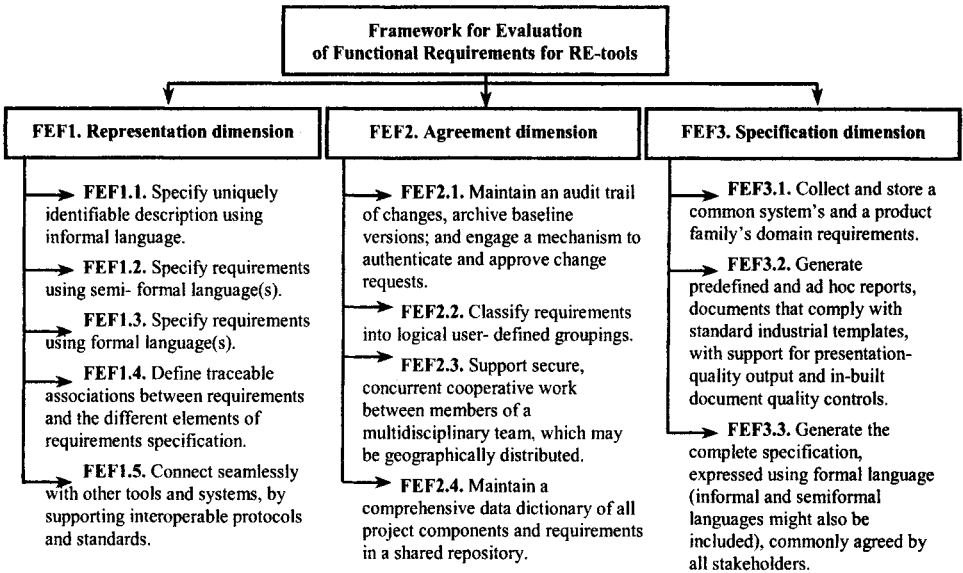 Framework for Evaluation
of Functional Requirements for RE-tools
FEF1. Representation dimension
FEF1.1. Specify uniquely
identifiable description using
informal language.
FEF1.2. Specify requirements
using semi- formal language(s).
FEF1.3. Specify requirements
using formal language(s).
FEF1.4. Define traceable
associations between requirements
and the different elements of
requirements specification.
FEF1.5. Connect seamlessly
with other tools and systems, by
supporting interoperable protocols
and standards.
FEF2. Agreement dimension
FEF2.1. Maintain an audit trail
of changes, archive baseline
versions; and engage a mechanism to
authenticate and approve change
requests.
FEF2.2. Classify requirements
into logical user- defined groupings.
FEF2.3. Support secure,
concurrent cooperative work
between members of a
multidisciplinary team, which may
be geographically distributed.
FEF2.4. Maintain a
comprehensive data dictionary of all
project components and requirements
in a shared repository.
FEF3. Specification dimension
FEF3.1. Collect and store a
common system's and a product
family's domain requirements.
FEF3.2. Generate
predefined and ad hoc reports,
documents that comply with
standard industrial templates,
with support for presentation-
quality output and in-built
document quality controls.
FEF3.3. Generate the
complete specification,
expressed using formal language
(informal and semiformal
languages might also be
included), commonly agreed by
all stakeholders.